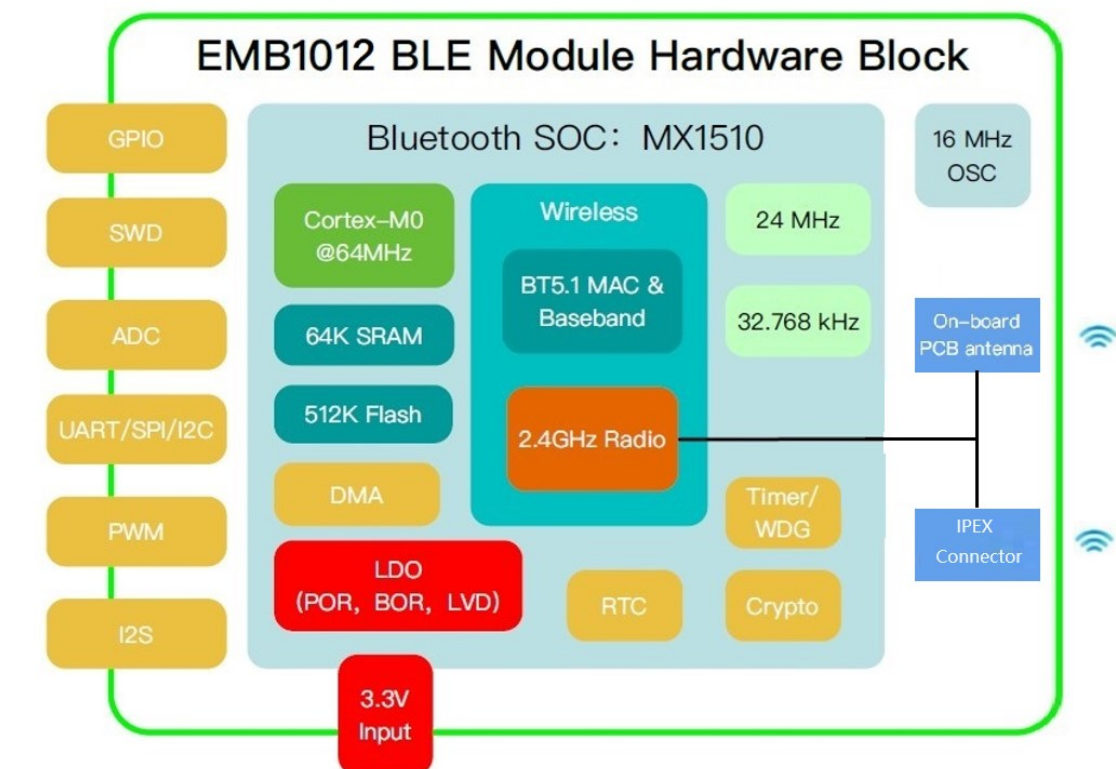 EMB1012 BLE Module Hardware Block
GPIO
SWD
ADC
UART/SPI/I2C
PWM
I2S
Bluetooth SOC: MX1510
Cortex-M0
@64MHz
64K SRAM
512K Flash
DMA
LDO
(POR, BOR, LVD)
3.3V
Input
Wireless
BT5.1 MAC &
Baseband
2.4GHz Radio
RTC
24 MHz
32.768 kHz
Timer/
WDG
Crypto
16 MHz
OSC
On-board
PCB antenna
IPEX
Connector